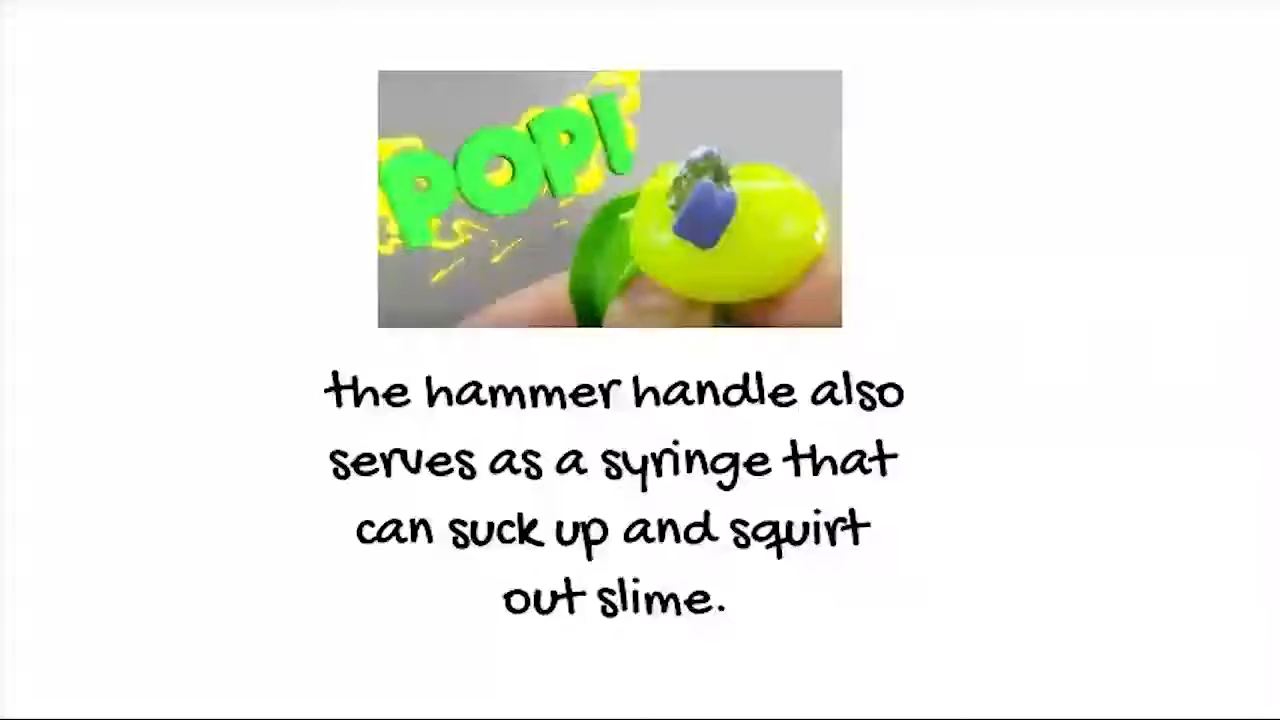 POP!
the hammer handle also
serves as a syringe that
can suck up and squirt
out slime.